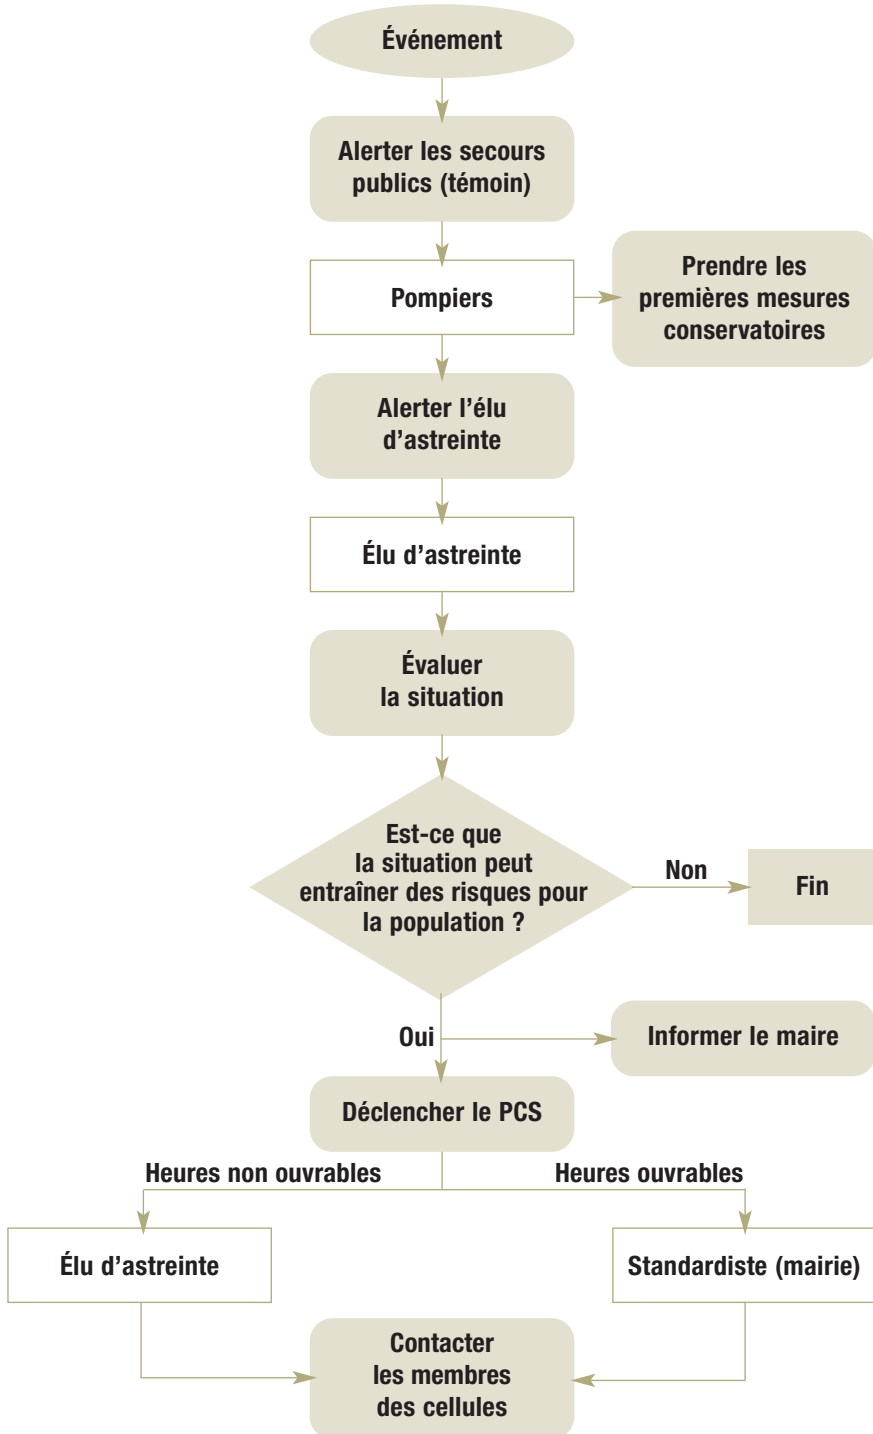 Événement
Alerter les secours
publics (témoin)
Pompiers
Prendre les
premières mesures
conservatoires
Alerter l’élu
d’astreinte
Élu d’astreinte
Évaluer
la situation
Est-ce que
la situation peut
entraîner des risques pour
la population ?
Non
Fin
Oui
Informer le maire
Déclencher le PCS
Heures non ouvrables
Heures ouvrables
Élu d’astreinte
Standardiste (mairie)
Contacter
les membres
des cellules